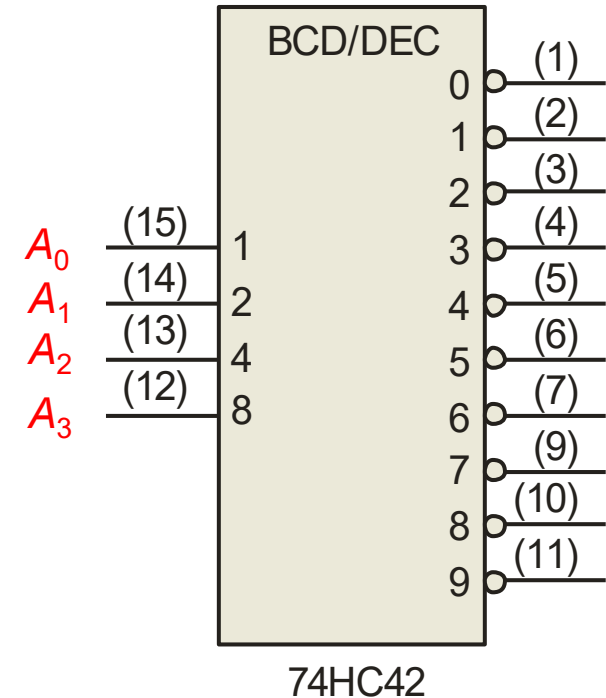 BCD/DEC
0 (1)
1 (2)
2 (3)
A₀ (15) 1 3 (4)
A₁ (14) 2 4 (5)
A₂ (13) 4 5 (6)
A₃ (12) 8 6 (7)
7 (9)
8 (10)
9 (11)
74HC42